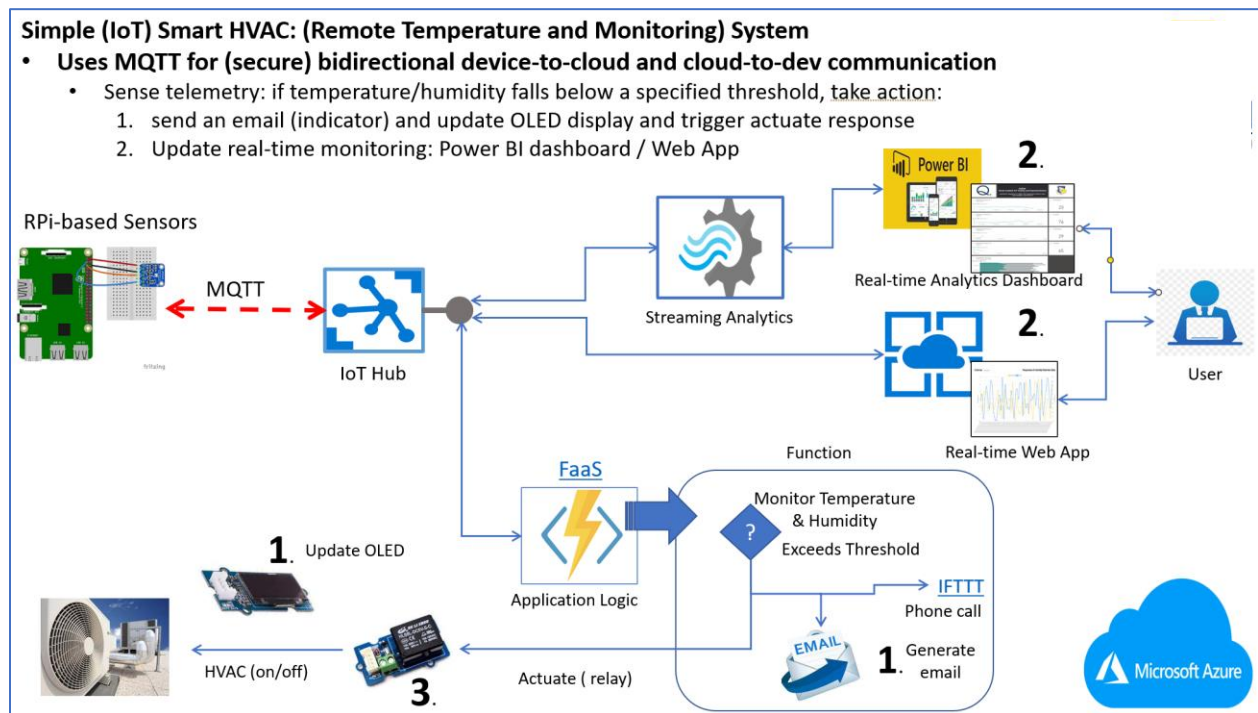 Simple (IoT) Smart HVAC: (Remote Temperature and Monitoring) System
• Uses MQTT for (secure) bidirectional device-to-cloud and cloud-to-dev communication
• Sense telemetry: if temperature/humidity falls below a specified threshold, take action:
1. send an email (indicator) and update OLED display and trigger actuate response
2. Update real-time monitoring: Power BI dashboard / Web App
Power BI
2.
RPi-based Sensors
MQTT
fritzing
IoT Hub
Streaming Analytics
Real-time Analytics Dashboard
2.
User
Real-time Web App
FaaS
Function
Monitor Temperature
& Humidity
?
Exceeds Threshold
1. Update OLED
Application Logic
IFTTT
Phone call
EMAIL
1. Generate
email
HVAC (on/off)
3.
Actuate ( relay)
Microsoft Azure